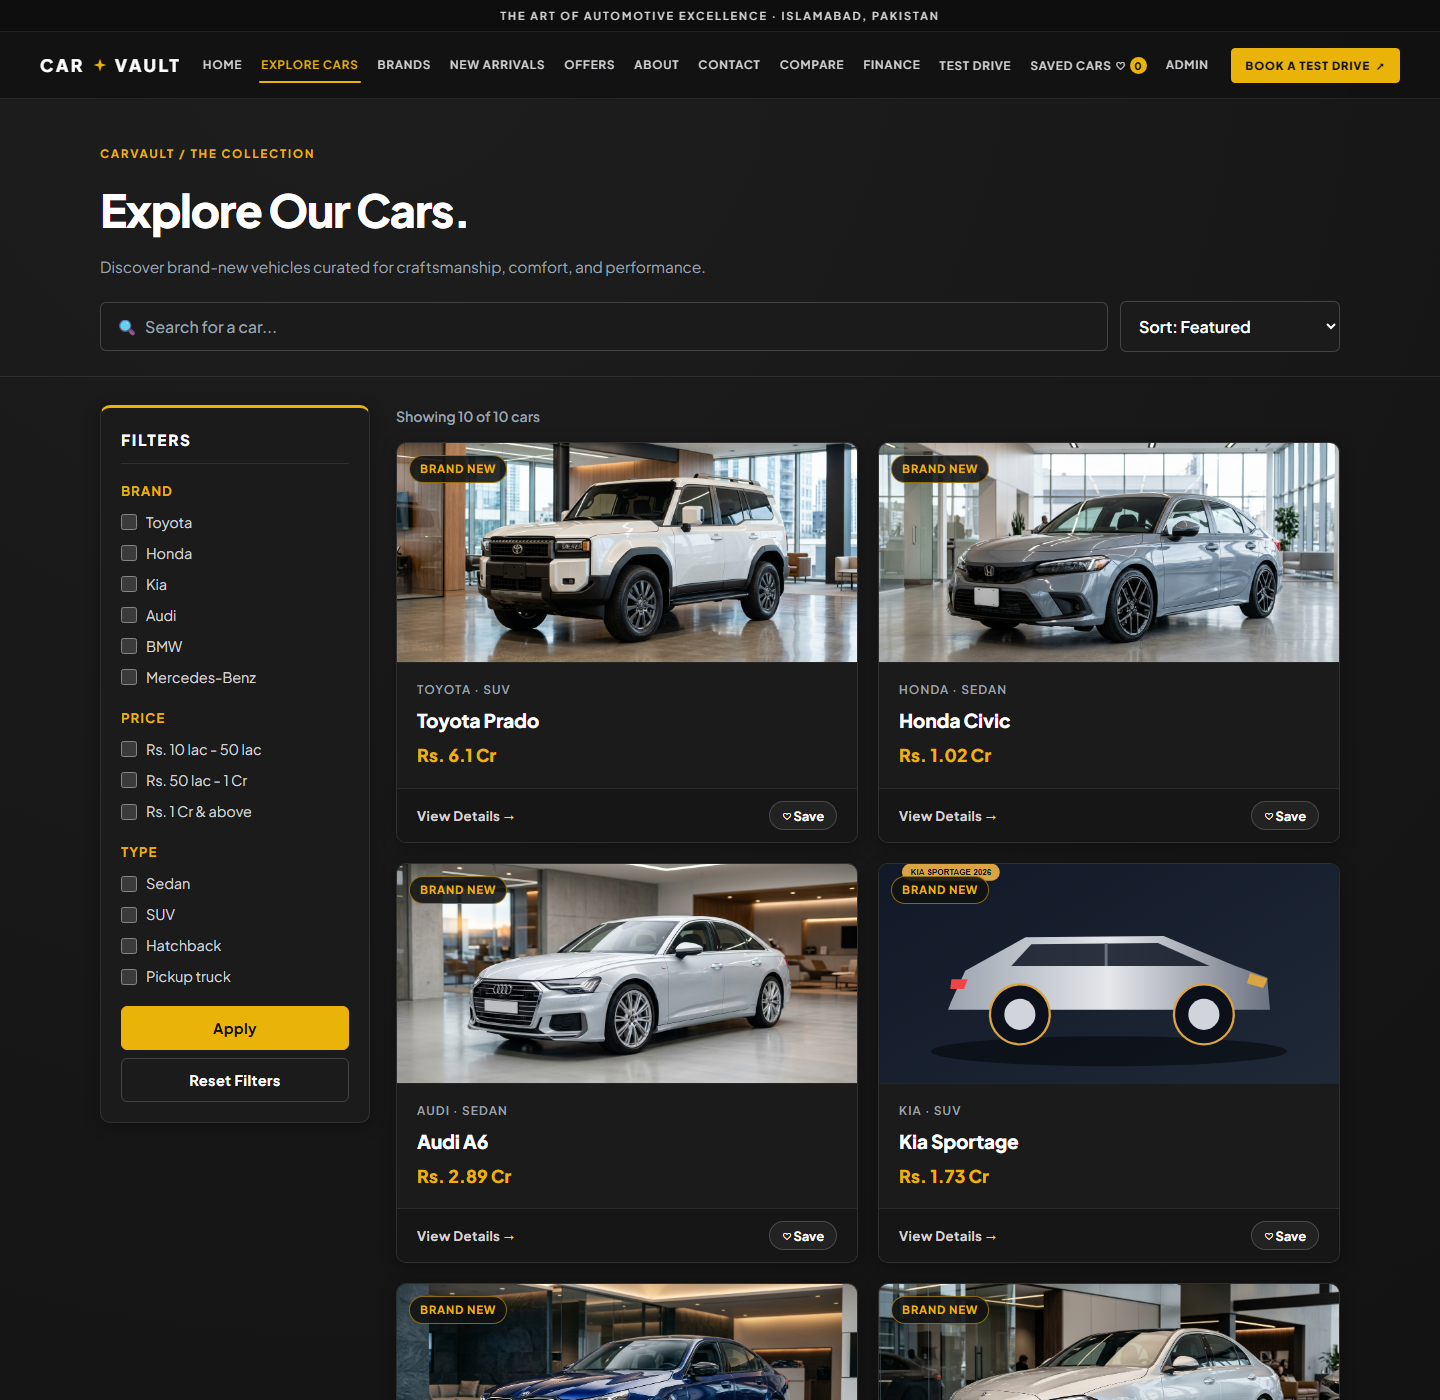 THE ART OF AUTOMOTIVE EXCELLENCE · ISLAMABAD, PAKISTAN
CAR ✦ VAULT HOME EXPLORE CARS BRANDS NEW ARRIVALS OFFERS ABOUT CONTACT COMPARE FINANCE TEST DRIVE SAVED CARS ♡ 0 ADMIN BOOK A TEST DRIVE ↗
CARVAULT / THE COLLECTION
Explore Our Cars.
Discover brand-new vehicles curated for craftsmanship, comfort, and performance.
Search for a car...
Sort: Featured
FILTERS
BRAND
Toyota
Honda
Kia
Audi
BMW
Mercedes-Benz
PRICE
Rs. 10 lac - 50 lac
Rs. 50 lac - 1 Cr
Rs. 1 Cr & above
TYPE
Sedan
SUV
Hatchback
Pickup truck
Apply
Reset Filters
Showing 10 of 10 cars
BRAND NEW
TOYOTA · SUV
Toyota Prado
Rs. 6.1 Cr
View Details →
♡ Save
BRAND NEW
HONDA · SEDAN
Honda Civic
Rs. 1.02 Cr
View Details →
♡ Save
BRAND NEW
AUDI · SEDAN
Audi A6
Rs. 2.89 Cr
View Details →
♡ Save
KIA SPORTAGE 2026
BRAND NEW
KIA · SUV
Kia Sportage
Rs. 1.73 Cr
View Details →
♡ Save
BRAND NEW
BRAND NEW